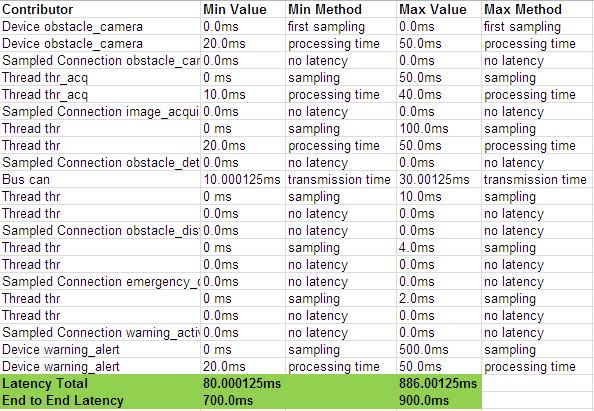 Contributor Min Value Min Method Max Value Max Method
Device obstacle_camera 0.0ms first sampling 0.0ms first sampling
Device obstacle_camera 20.0ms processing time 50.0ms processing time
Sampled Connection obstacle_car 0.0ms no latency 0.0ms no latency
Thread thr_acq 0 ms sampling 50.0ms sampling
Thread thr_acq 10.0ms processing time 40.0ms processing time
Sampled Connection image_acqui 0.0ms no latency 0.0ms no latency
Thread thr 0 ms sampling 100.0ms sampling
Thread thr 20.0ms processing time 50.0ms processing time
Sampled Connection obstacle_det 0.0ms no latency 0.0ms no latency
Bus can 10.000125ms transmission time 30.00125ms transmission time
Thread thr 0 ms sampling 10.0ms sampling
Thread thr 0.0ms no latency 0.0ms no latency
Sampled Connection obstacle_dis 0.0ms no latency 0.0ms no latency
Thread thr 0 ms sampling 4.0ms sampling
Thread thr 0.0ms no latency 0.0ms no latency
Sampled Connection emergency_ 0.0ms no latency 0.0ms no latency
Thread thr 0 ms sampling 2.0ms sampling
Thread thr 0.0ms no latency 0.0ms no latency
Sampled Connection warning_acti 0.0ms no latency 0.0ms no latency
Device warning_alert 0 ms sampling 500.0ms sampling
Device warning_alert 20.0ms processing time 50.0ms processing time
Latency Total 80.000125ms 886.00125ms
End to End Latency 700.0ms 900.0ms